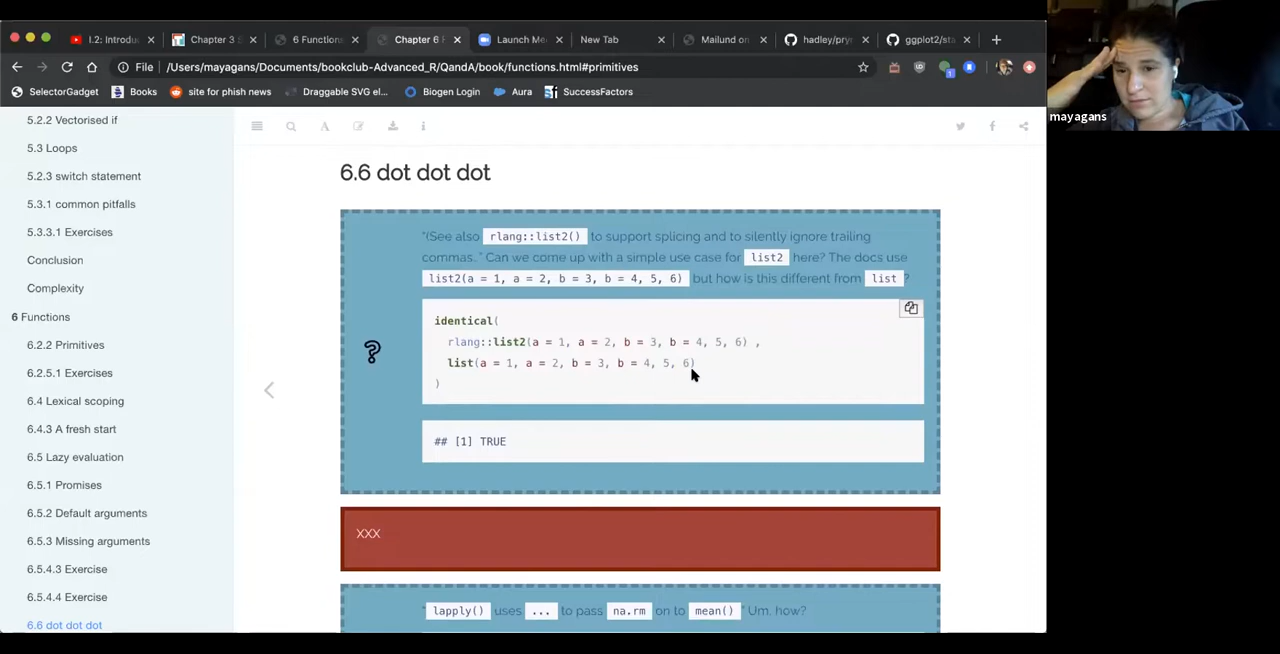 I.2: Introdu
Chapter 3 S
6 Function
Chapter 6 F
Launch Me
New Tab
Mailund on
hadley/pry
ggplot2/sta
File /Users/mayagans/Documents/bookclub-Advanced_R/QandA/book/functions.html#primitives
SelectorGadget
Books
site for phish news
Draggable SVG el...
Biogen Login
Aura
SuccessFactors
mayagans
5.2.2 Vectorised if
5.3 Loops
5.2.3 switch statement
5.3.1 common pitfalls
5.3.3.1 Exercises
Conclusion
Complexity
6 Functions
6.2.2 Primitives
6.2.5.1 Exercises
6.4 Lexical scoping
6.4.3 A fresh start
6.5 Lazy evaluation
6.5.1 Promises
6.5.2 Default arguments
6.5.3 Missing arguments
6.5.4.3 Exercise
6.5.4.4 Exercise
6.6 dot dot dot
6.6 dot dot dot
"(See also rlang::list2() to support splicing and to silently ignore trailing
commas.." Can we come up with a simple use case for list2 here? The docs use
list2(a = 1, a = 2, b = 3, b = 4, 5, 6) but how is this different from list ?
identical(
rlang::list2(a = 1, a = 2, b = 3, b = 4, 5, 6) ,
list(a = 1, a = 2, b = 3, b = 4, 5, 6)
)
## [1] TRUE
XXX
"lapply() uses ... to pass na.rm on to mean()" Um, how?